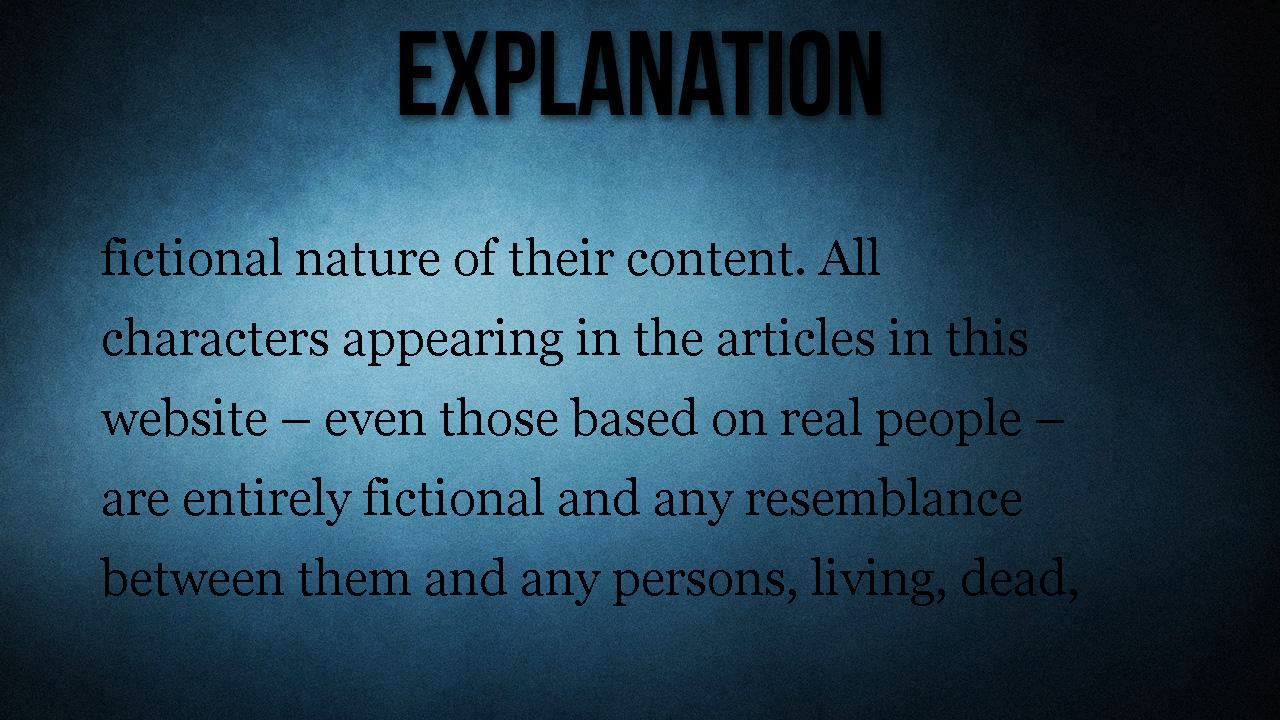 EXPLANATION
fictional nature of their content. All
characters appearing in the articles in this
website – even those based on real people –
are entirely fictional and any resemblance
between them and any persons, living, dead,